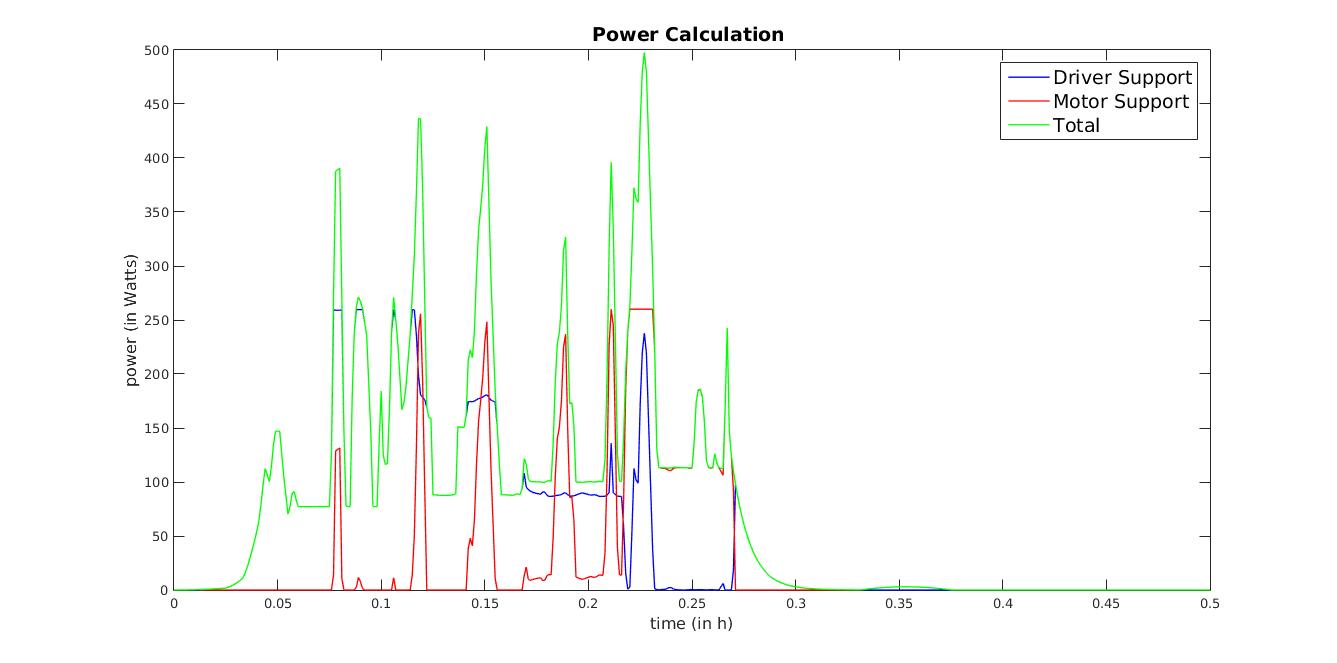 Power Calculation
500
450
400
350
300
250
200
150
100
50
0
power (in Watts)
Driver Support
Motor Support
Total
0 0.05 0.1 0.15 0.2 0.25 0.3 0.35 0.4 0.45 0.5
time (in h)